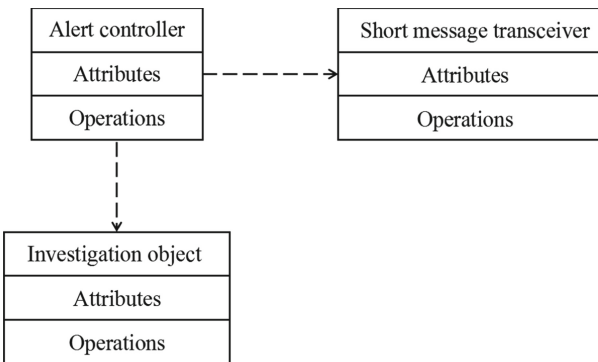 Alert controller
Attributes
Operations
Short message transceiver
Attributes
Operations
Investigation object
Attributes
Operations